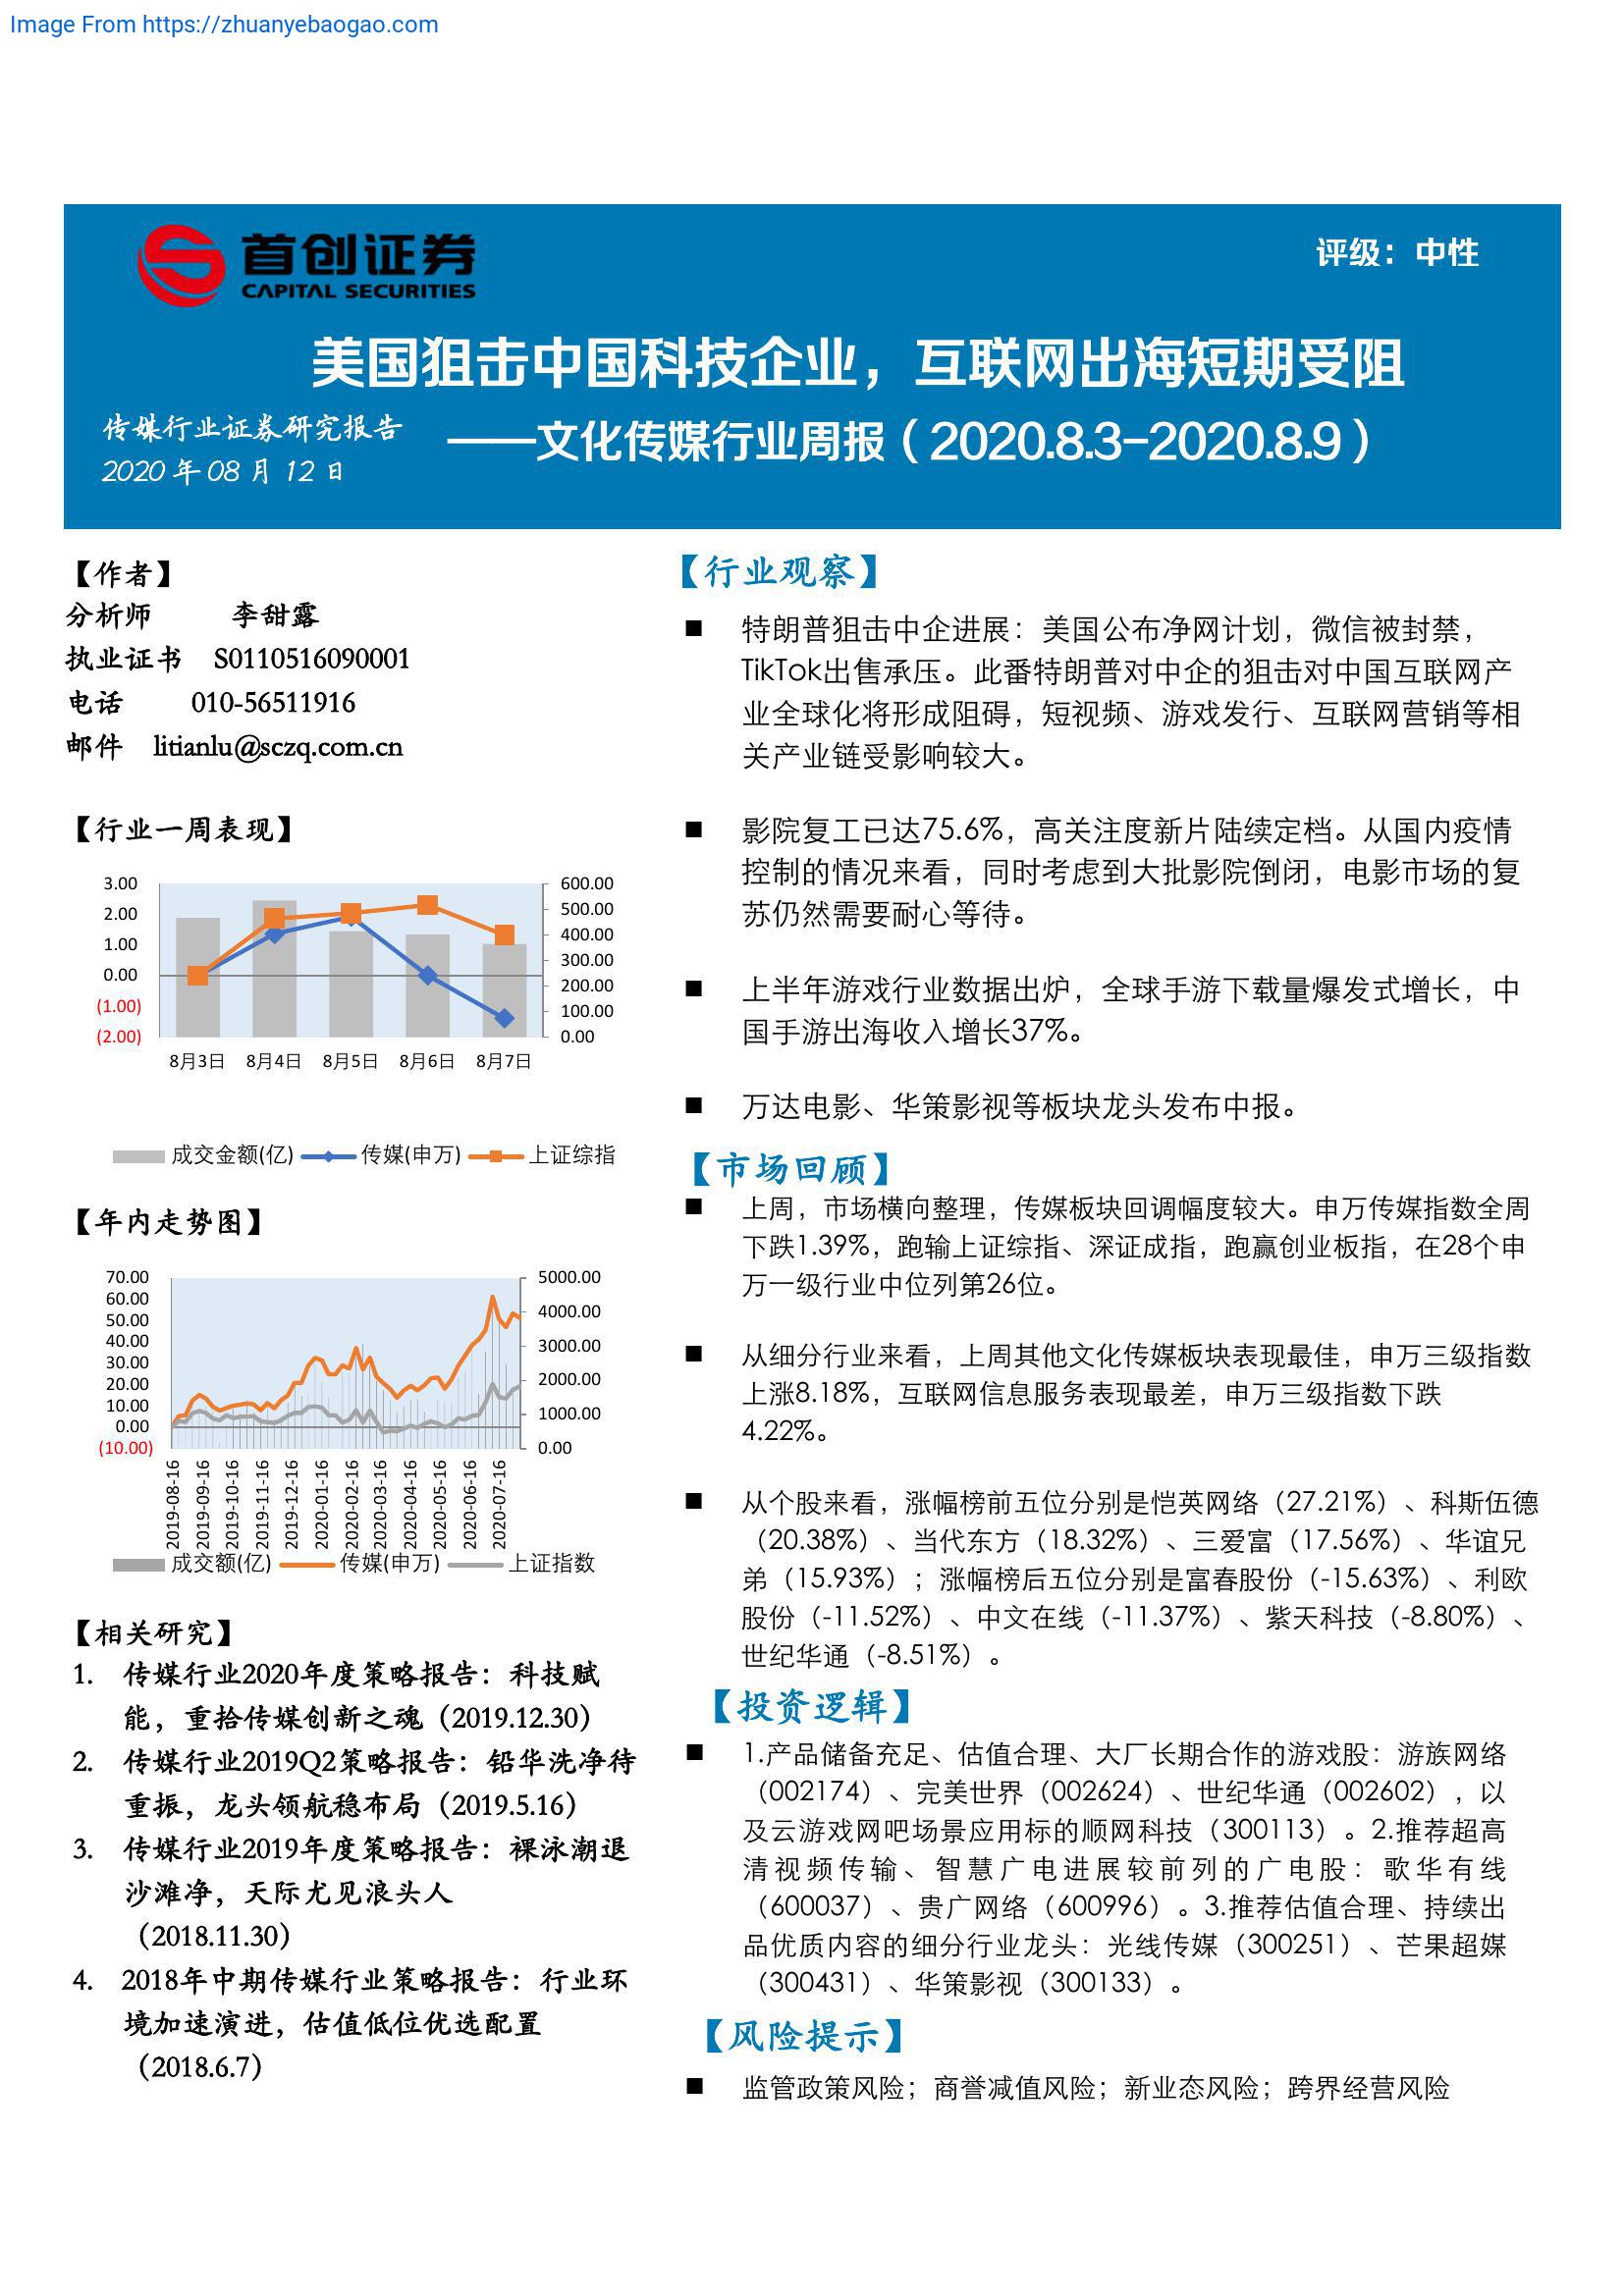 Image From https://zhuanyebaogao.com
首创证券
CAPITAL SECURITIES
评级：中性
美国狙击中国科技企业，互联网出海短期受阻
传媒行业证券研究报告
2020 年 08 月 12 日
——文化传媒行业周报（2020.8.3-2020.8.9）
【作者】
分析师 李甜露
执业证书 S0110516090001
电话 010-56511916
邮件 litianlu@sczq.com.cn
【行业一周表现】
3.00
2.00
1.00
0.00
(1.00)
(2.00)
600.00
500.00
400.00
300.00
200.00
100.00
0.00
8月3日 8月4日 8月5日 8月6日 8月7日
成交金额(亿) 传媒(申万) 上证综指
【年内走势图】
70.00
60.00
50.00
40.00
30.00
20.00
10.00
0.00
(10.00)
5000.00
4000.00
3000.00
2000.00
1000.00
0.00
2019-08-16
2019-09-16
2019-10-16
2019-11-16
2019-12-16
2020-01-16
2020-02-16
2020-03-16
2020-04-16
2020-05-16
2020-06-16
2020-07-16
成交额(亿) 传媒(申万) 上证指数
【相关研究】
1. 传媒行业2020年度策略报告：科技赋
能，重拾传媒创新之魂（2019.12.30）
2. 传媒行业2019Q2策略报告：铅华洗净待
重振，龙头领航稳布局（2019.5.16）
3. 传媒行业2019年度策略报告：裸泳潮退
沙滩净，天际尤见浪头人
（2018.11.30）
4. 2018年中期传媒行业策略报告：行业环
境加速演进，估值低位优选配置
（2018.6.7）
【行业观察】
■ 特朗普狙击中企进展：美国公布净网计划，微信被封禁，
TikTok出售承压。此番特朗普对中企的狙击对中国互联网产
业全球化将形成阻碍，短视频、游戏发行、互联网营销等相
关产业链受影响较大。
■ 影院复工已达75.6%，高关注度新片陆续定档。从国内疫情
控制的情况来看，同时考虑到大批影院倒闭，电影市场的复
苏仍然需要耐心等待。
■ 上半年游戏行业数据出炉，全球手游下载量爆发式增长，中
国手游出海收入增长37%。
■ 万达电影、华策影视等板块龙头发布中报。
【市场回顾】
■ 上周，市场横向整理，传媒板块回调幅度较大。申万传媒指数全周
下跌1.39%，跑输上证综指、深证成指，跑赢创业板指，在28个申
万一级行业中位列第26位。
■ 从细分行业来看，上周其他文化传媒板块表现最佳，申万三级指数
上涨8.18%，互联网信息服务表现最差，申万三级指数下跌
4.22%。
■ 从个股来看，涨幅榜前五位分别是恺英网络（27.21%）、科斯伍德
（20.38%）、当代东方（18.32%）、三爱富（17.56%）、华谊兄
弟（15.93%）；涨幅榜后五位分别是富春股份（-15.63%）、利欧
股份（-11.52%）、中文在线（-11.37%）、紫天科技（-8.80%）、
世纪华通（-8.51%）。
【投资逻辑】
■ 1.产品储备充足、估值合理、大厂长期合作的游戏股：游族网络
（002174）、完美世界（002624）、世纪华通（002602），以
及云游戏网吧场景应用标的顺网科技（300113）。2.推荐超高
清视频传输、智慧广电进展较前列的广电股：歌华有线
（600037）、贵广网络（600996）。3.推荐估值合理、持续出
品优质内容的细分行业龙头：光线传媒（300251）、芒果超媒
（300431）、华策影视（300133）。
【风险提示】
■ 监管政策风险；商誉减值风险；新业态风险；跨界经营风险